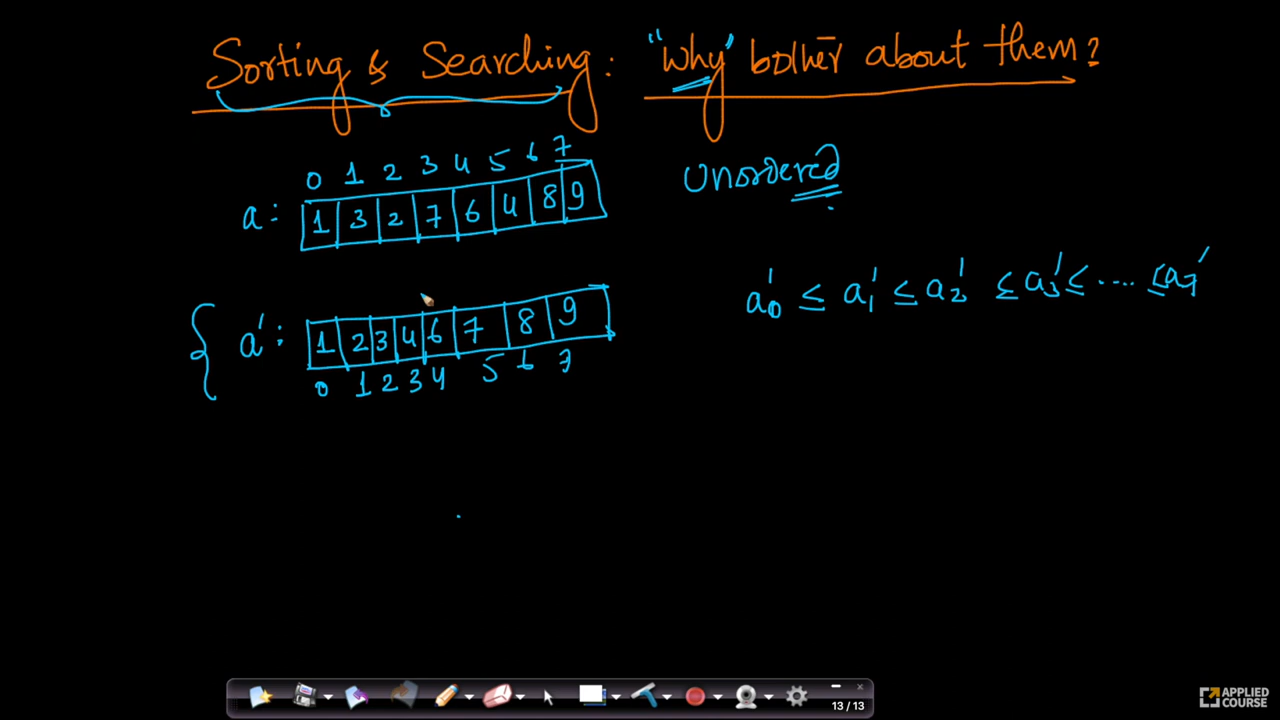 Sorting & Searching: "Why" bother about them?
0 1 2 3 4 5 6 7
a: 1 3 2 7 6 4 8 9
Unordered
a'0 ≤ a'1 ≤ a'2 ≤ a'3 ≤ .... ≤ a'7
a': 1 2 3 4 6 7 8 9
0 1 2 3 4 5 6 7
13 / 13
APPLIED
COURSE